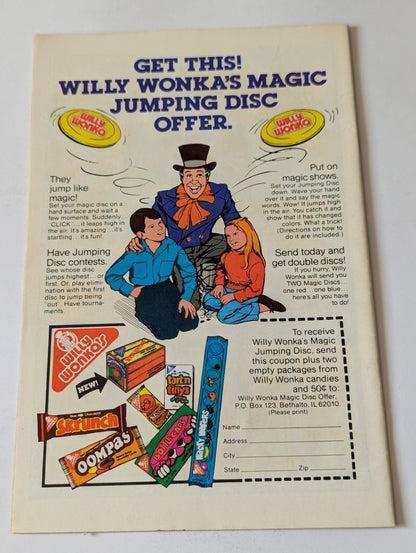 GET THIS!
WILLY WONKA'S MAGIC
JUMPING DISC
OFFER.
WILLY
WONKA
WILLY
WONKA
They
jump like
magic!
Set your magic disc on a
hard surface and wait a
few moments. Suddenly
"CLICK"...it leaps high in
the air. It's amazing...it's
startling...it's fun!
Have Jumping
Disc contests.
See whose disc
jumps highest...or
first. Or, play elimi-
nation with the first
disc to jump being
"out". Have tourna-
ments.
Put on
magic shows.
Set your Jumping Disc
down. Wave your hand
over it and say the magic
words. Wow! It jumps high
in the air. You catch it and
show that it has changed
colors. What a trick!
(Directions on how to
do it are included.)
Send today and
get double discs!
If you hurry, Willy
Wonka will send you
TWO Magic Discs...
one red...one blue...
here's all you have
to do!
WILLY
WONKA'S
NEW!
Skrunch
OOMPAS
tart n
tinys
To receive
Willy Wonka's Magic
Jumping Disc, send
this coupon plus two
empty packages from
Willy Wonka candies
and 50¢ to:
Willy Wonka Magic Disc Offer,
P.O. Box 123, Bethalto, IL 62010.
(Please print)
Name
Address
City
State Zip